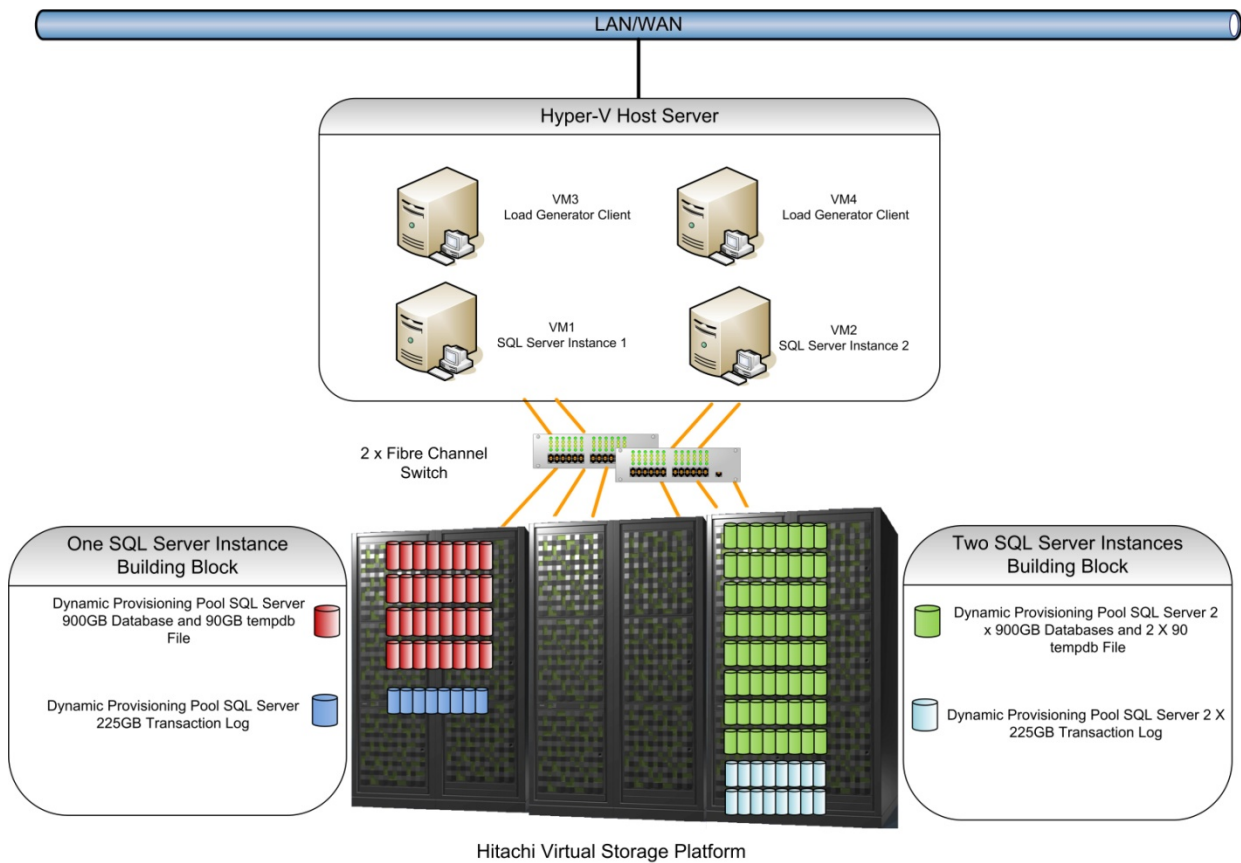 LAN/WAN
Hyper-V Host Server
VM3
Load Generator Client
VM4
Load Generator Client
VM1
SQL Server Instance 1
VM2
SQL Server Instance 2
2 x Fibre Channel
Switch
One SQL Server Instance
Building Block
Dynamic Provisioning Pool SQL Server
900GB Database and 90GB tempdb
File
Dynamic Provisioning Pool SQL Server
225GB Transaction Log
Two SQL Server Instances
Building Block
Dynamic Provisioning Pool SQL Server 2
x 900GB Databases and 2 X 90
tempdb File
Dynamic Provisioning Pool SQL Server 2 X
225GB Transaction Log
Hitachi Virtual Storage Platform